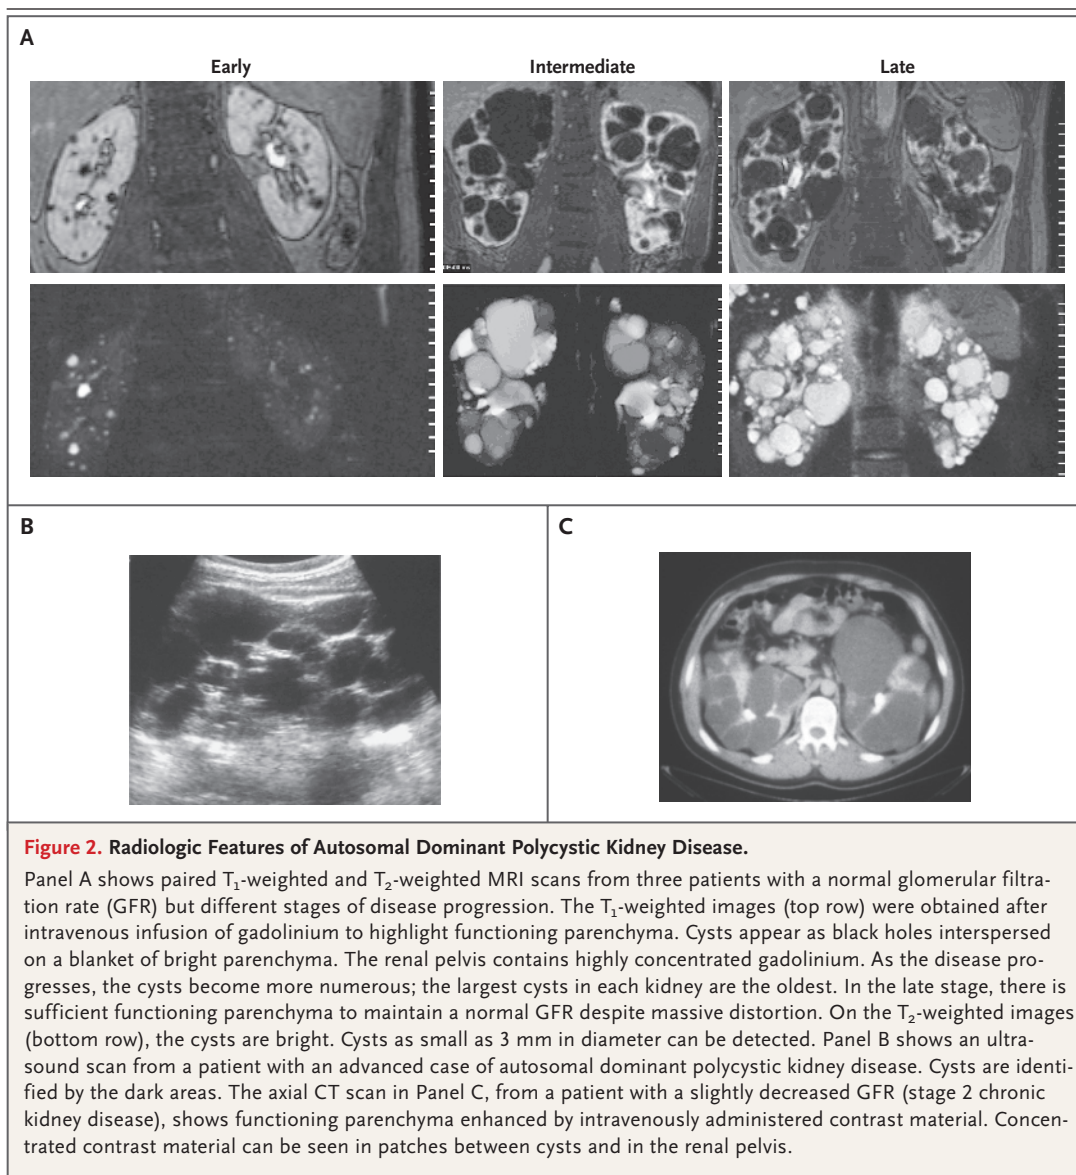 A
Early
Intermediate
Late
B
C
Figure 2. Radiologic Features of Autosomal Dominant Polycystic Kidney Disease.
Panel A shows paired T₁-weighted and T₂-weighted MRI scans from three patients with a normal glomerular filtra-
tion rate (GFR) but different stages of disease progression. The T₁-weighted images (top row) were obtained after
intravenous infusion of gadolinium to highlight functioning parenchyma. Cysts appear as black holes interspersed
on a blanket of bright parenchyma. The renal pelvis contains highly concentrated gadolinium. As the disease pro-
gresses, the cysts become more numerous; the largest cysts in each kidney are the oldest. In the late stage, there is
sufficient functioning parenchyma to maintain a normal GFR despite massive distortion. On the T₂-weighted images
(bottom row), the cysts are bright. Cysts as small as 3 mm in diameter can be detected. Panel B shows an ultra-
sound scan from a patient with an advanced case of autosomal dominant polycystic kidney disease. Cysts are identi-
fied by the dark areas. The axial CT scan in Panel C, from a patient with a slightly decreased GFR (stage 2 chronic
kidney disease), shows functioning parenchyma enhanced by intravenously administered contrast material. Concen-
trated contrast material can be seen in patches between cysts and in the renal pelvis.